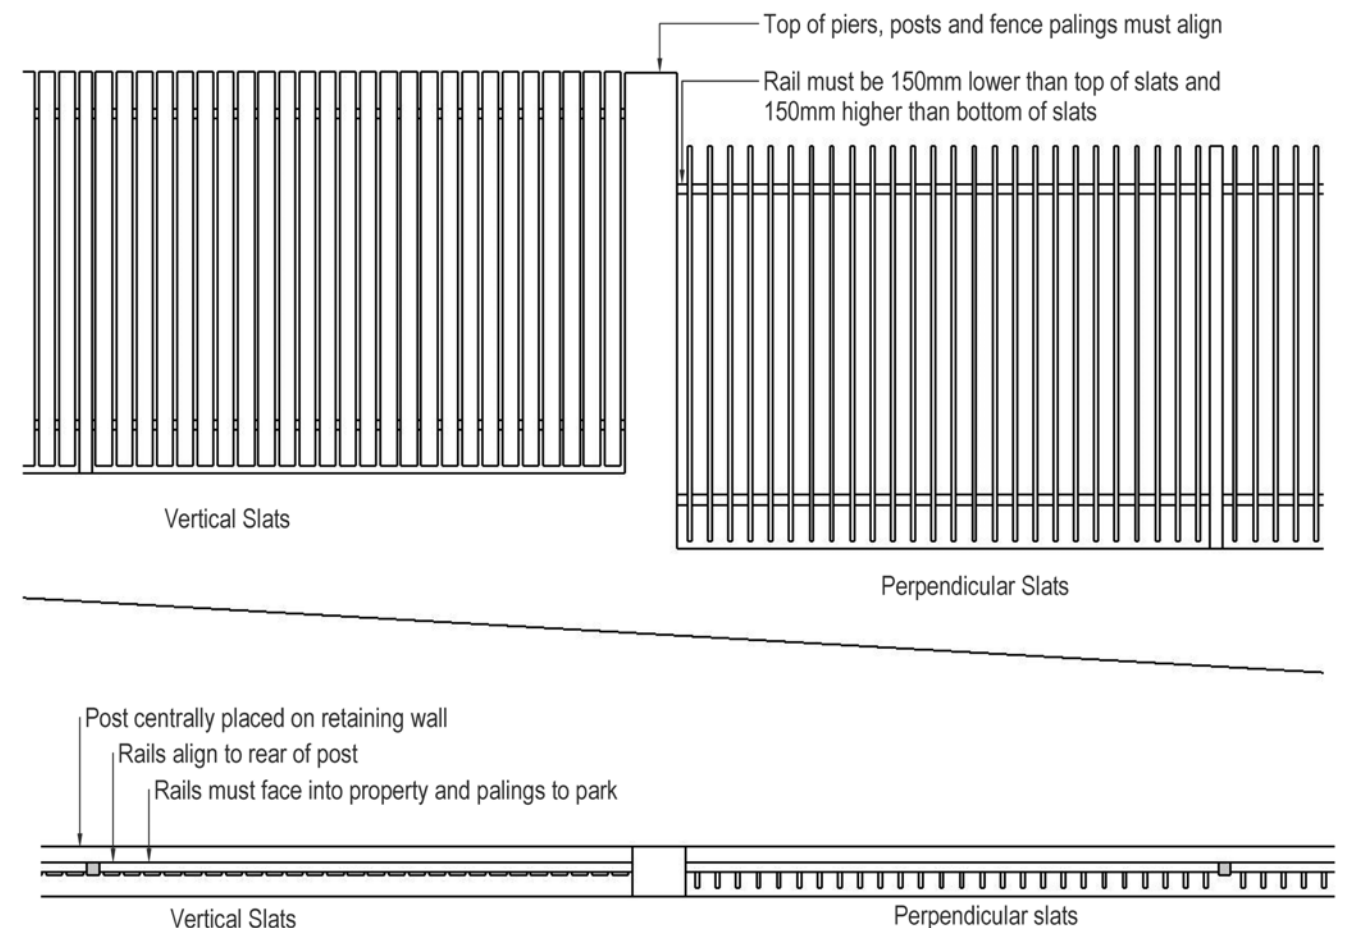 Top of piers, posts and fence palings must align
Rail must be 150mm lower than top of slats and
150mm higher than bottom of slats
Vertical Slats
Perpendicular Slats
Post centrally placed on retaining wall
Rails align to rear of post
Rails must face into property and palings to park
Vertical Slats
Perpendicular slats